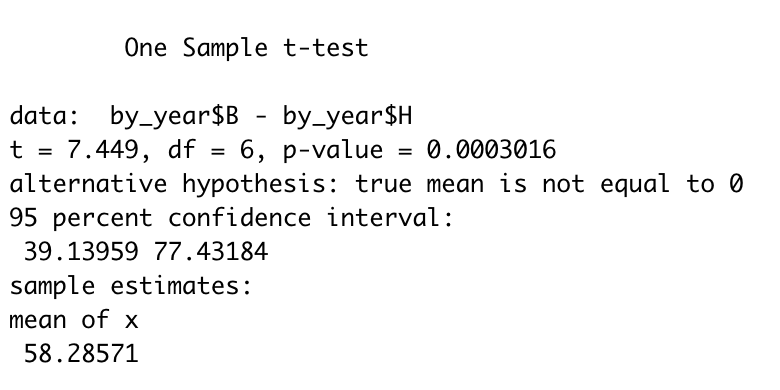 One Sample t-test
data:  by_year$B - by_year$H
t = 7.449, df = 6, p-value = 0.0003016
alternative hypothesis: true mean is not equal to 0
95 percent confidence interval:
39.13959 77.43184
sample estimates:
mean of x
58.28571